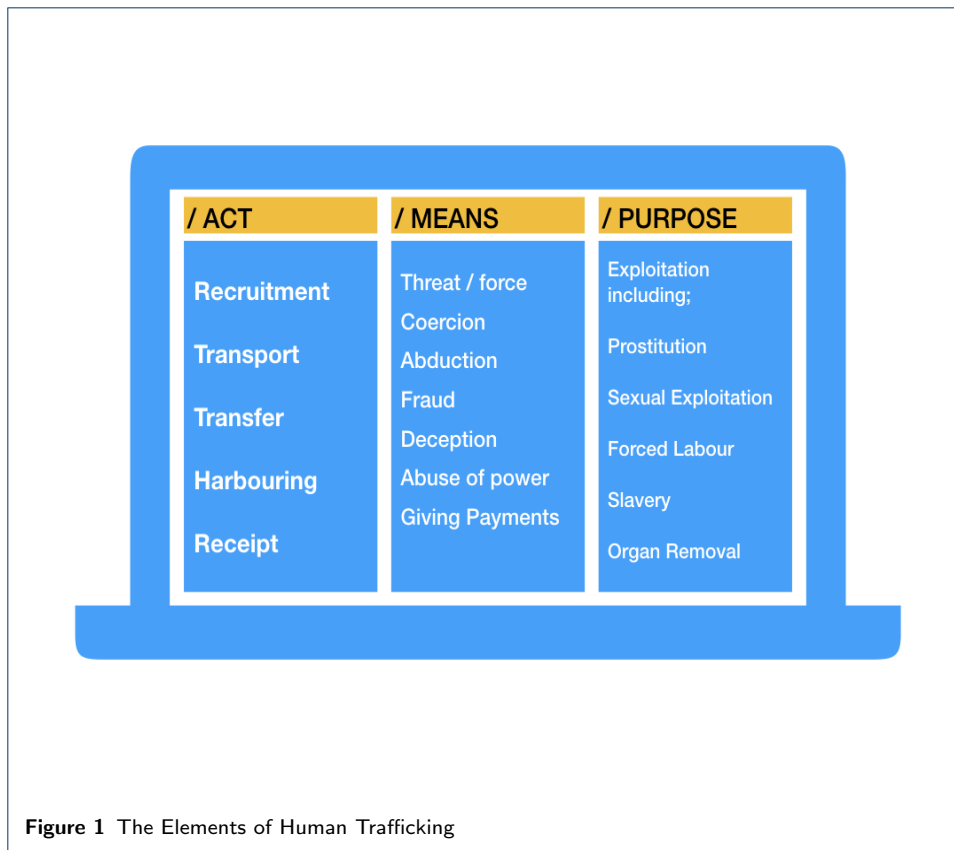 / ACT
Recruitment
Transport
Transfer
Harbouring
Receipt
/ MEANS
Threat / force
Coercion
Abduction
Fraud
Deception
Abuse of power
Giving Payments
/ PURPOSE
Exploitation
including;
Prostitution
Sexual Exploitation
Forced Labour
Slavery
Organ Removal
Figure 1 The Elements of Human Trafficking